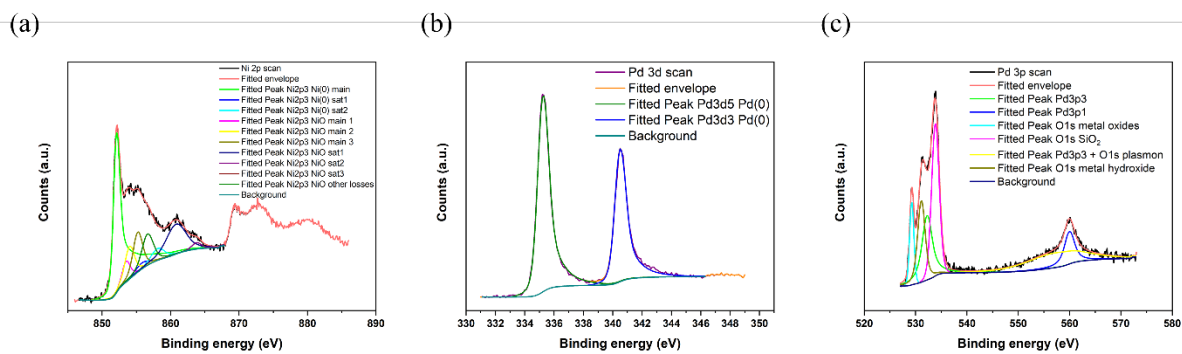 (a)
Ni 2p scan
Fitted envelope
Fitted Peak Ni2p3 Ni(0) main
Fitted Peak Ni2p3 Ni(0) sat1
Fitted Peak Ni2p3 Ni(0) sat2
Fitted Peak Ni2p3 NiO main 1
Fitted Peak Ni2p3 NiO main 2
Fitted Peak Ni2p3 NiO main 3
Fitted Peak Ni2p3 NiO sat1
Fitted Peak Ni2p3 NiO sat2
Fitted Peak Ni2p3 NiO sat3
Fitted Peak Ni2p3 NiO other losses
Background
Counts (a.u.)
850 860 870 880 890
Binding energy (eV)
(b)
Pd 3d scan
Fitted envelope
Fitted Peak Pd3d5 Pd(0)
Fitted Peak Pd3d3 Pd(0)
Background
Counts (a.u.)
330 332 334 336 338 340 342 344 346 348 350
Binding energy (eV)
(c)
Pd 3p scan
Fitted envelope
Fitted Peak Pd3p3
Fitted Peak Pd3p1
Fitted Peak O1s metal oxides
Fitted Peak O1s SiO₂
Fitted Peak Pd3p3 + O1s plasmon
Fitted Peak O1s metal hydroxide
Background
Counts (a.u.)
520 530 540 550 560 570 580
Binding energy (eV)